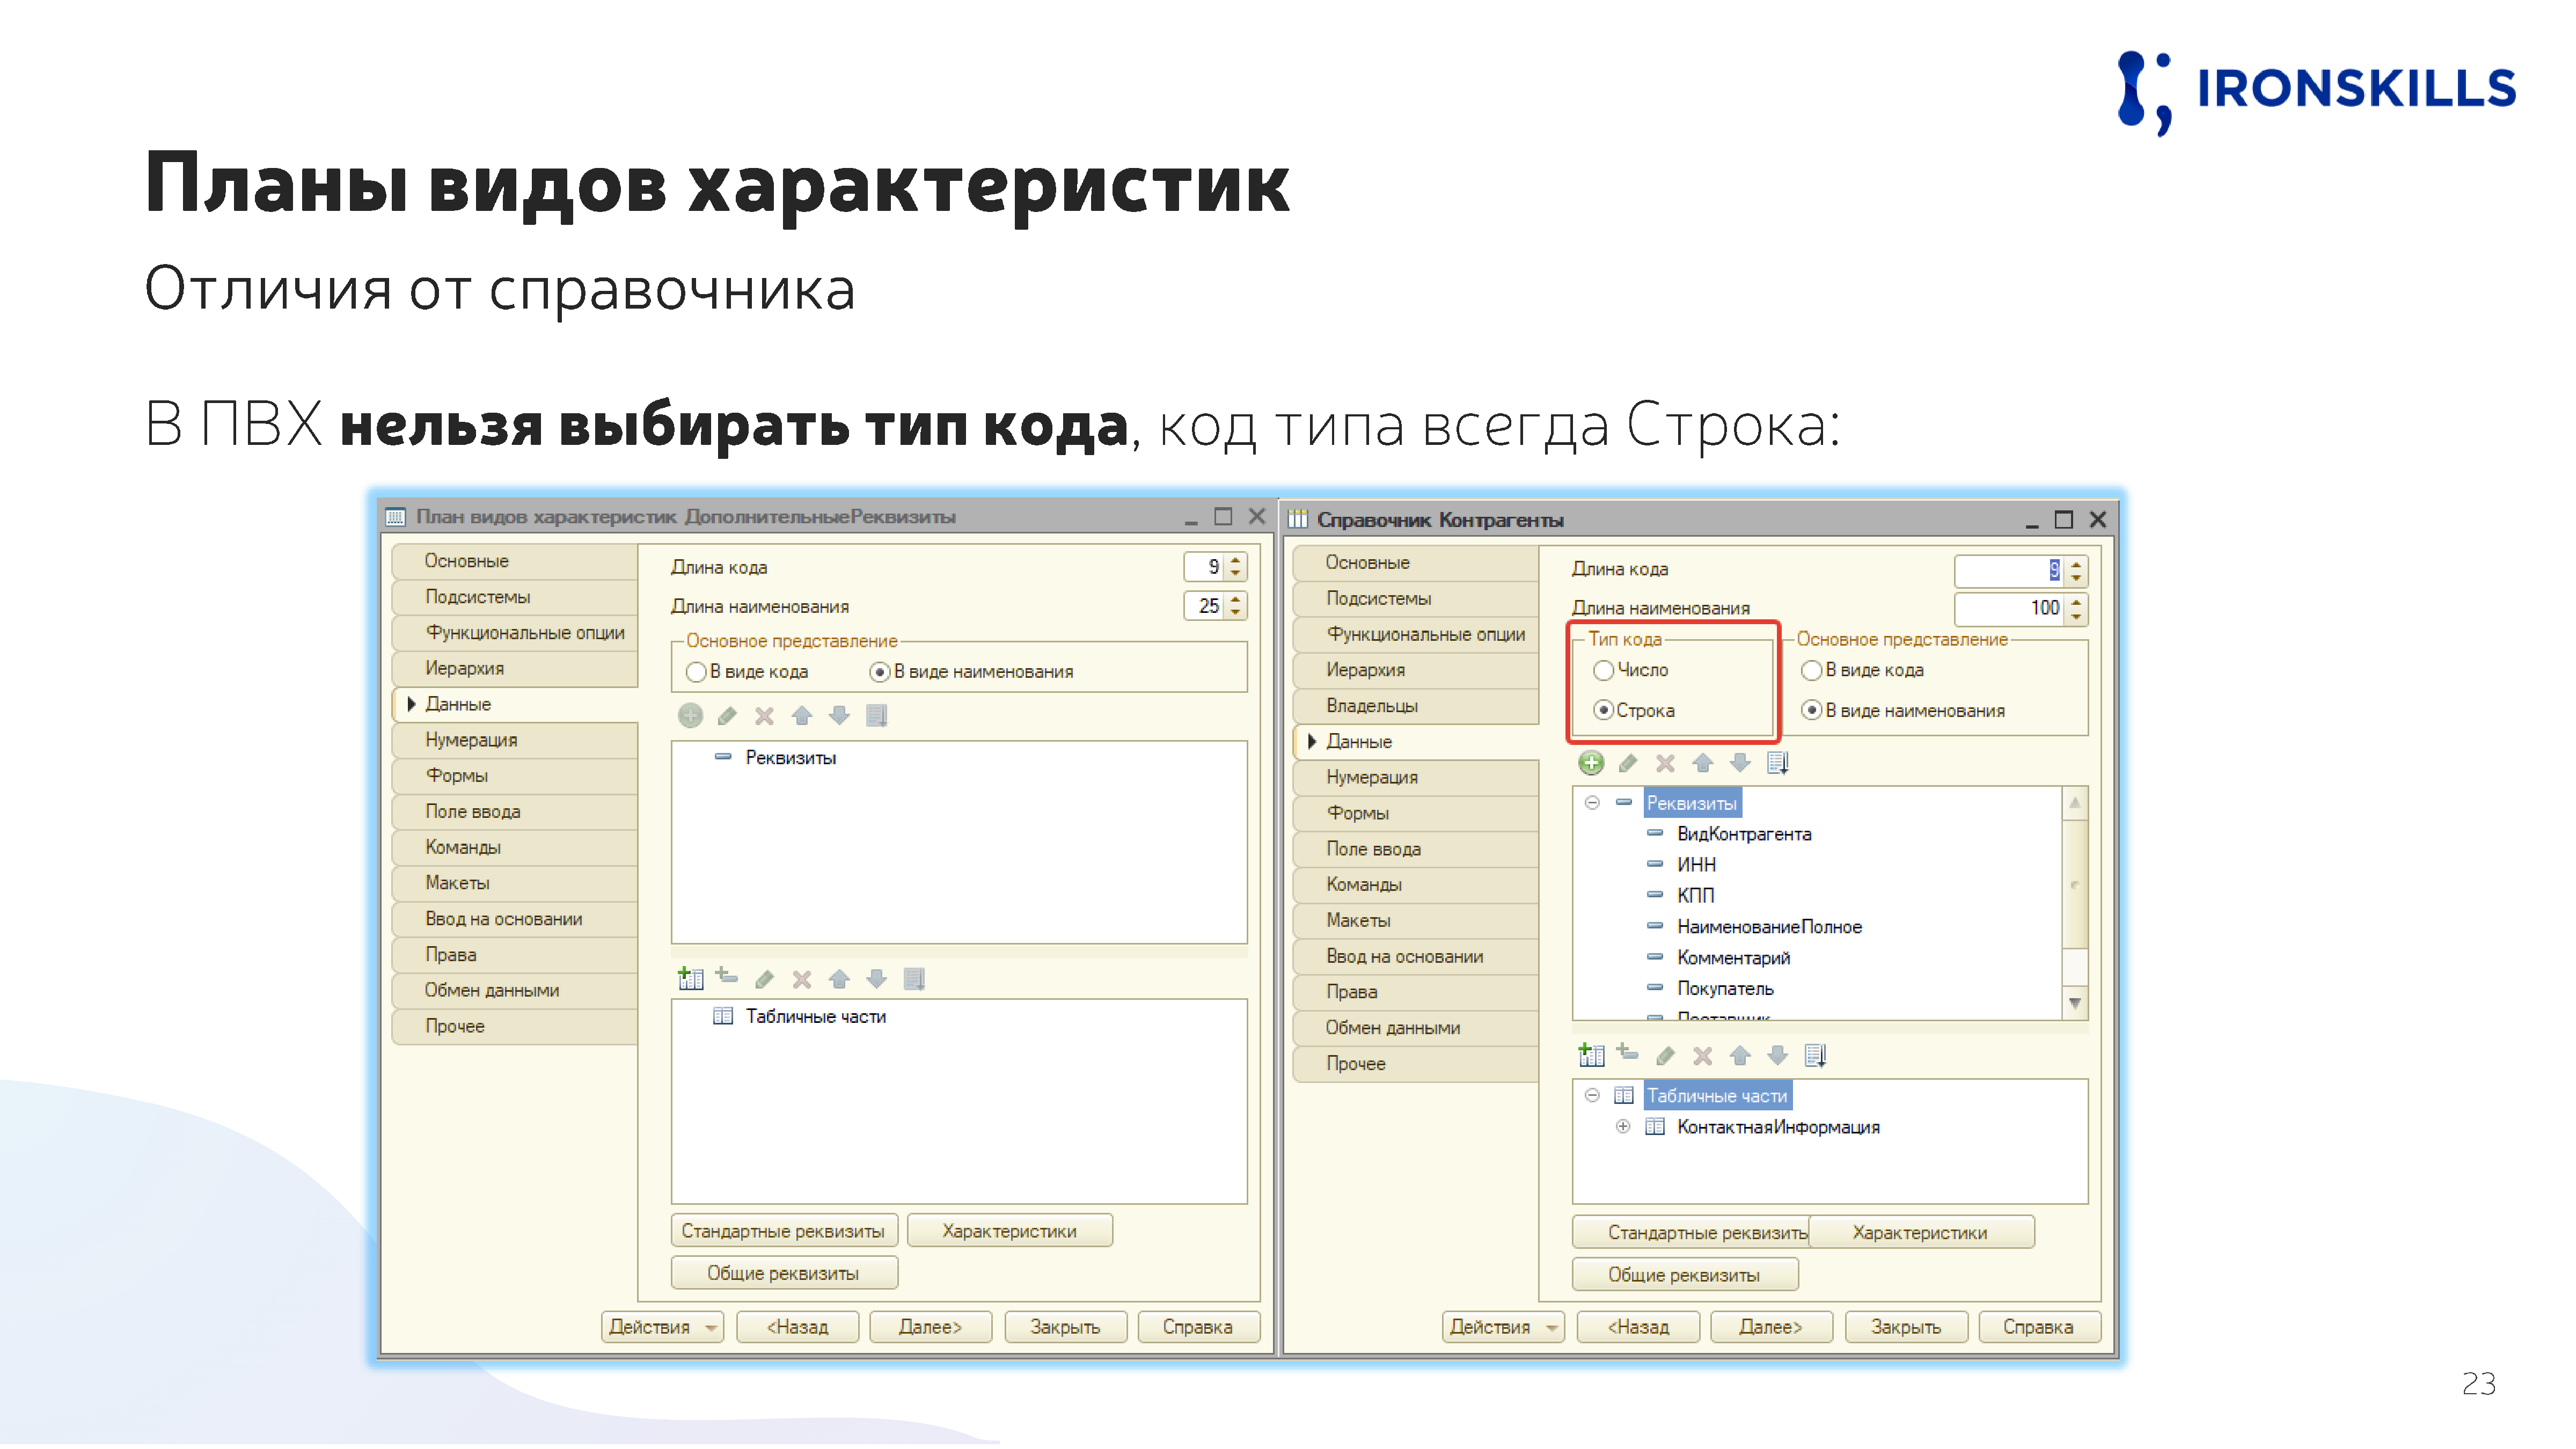 IRONSKILLS
Планы видов характеристик
Отличия от справочника
В ПВХ нельзя выбирать тип кода, код типа всегда Строка:
План видов характеристик ДополнительныеРеквизиты
Основные
Подсистемы
Функциональные опции
Иерархия
Данные
Нумерация
Формы
Поле ввода
Команды
Макеты
Ввод на основании
Права
Обмен данными
Прочее
Длина кода 9
Длина наименования 25
Основное представление
В виде кода В виде наименования
Реквизиты
Табличные части
Стандартные реквизиты Характеристики
Общие реквизиты
Действия <Назад Далее> Закрыть Справка
Справочник Контрагенты
Основные
Подсистемы
Функциональные опции
Иерархия
Владельцы
Данные
Нумерация
Формы
Поле ввода
Команды
Макеты
Ввод на основании
Права
Обмен данными
Прочее
Длина кода 9
Длина наименования 100
Тип кода Основное представление
Число В виде кода
Строка В виде наименования
Реквизиты
ВидКонтрагента
ИНН
КПП
НаименованиеПолное
Комментарий
Покупатель
Табличные части
КонтактнаяИнформация
Стандартные реквизиты Характеристики
Общие реквизиты
Действия <Назад Далее> Закрыть Справка
23